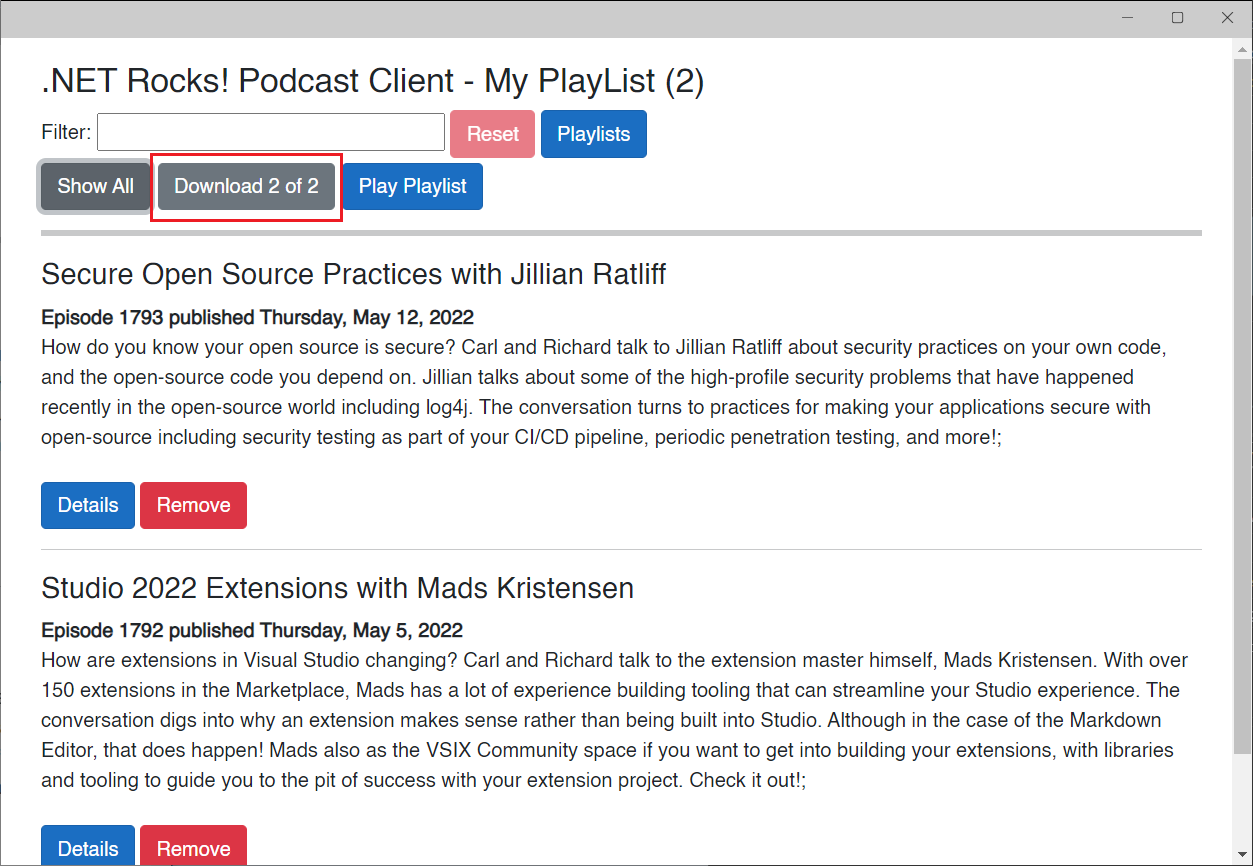 .NET Rocks! Podcast Client - My PlayList (2)
Filter: Reset Playlists
Show All Download 2 of 2 Play Playlist
Secure Open Source Practices with Jillian Ratliff
Episode 1793 published Thursday, May 12, 2022
How do you know your open source is secure? Carl and Richard talk to Jillian Ratliff about security practices on your own code,
and the open-source code you depend on. Jillian talks about some of the high-profile security problems that have happened
recently in the open-source world including log4j. The conversation turns to practices for making your applications secure with
open-source including security testing as part of your CI/CD pipeline, periodic penetration testing, and more!;
Details Remove
Studio 2022 Extensions with Mads Kristensen
Episode 1792 published Thursday, May 5, 2022
How are extensions in Visual Studio changing? Carl and Richard talk to the extension master himself, Mads Kristensen. With over
150 extensions in the Marketplace, Mads has a lot of experience building tooling that can streamline your Studio experience. The
conversation digs into why an extension makes sense rather than being built into Studio. Although in the case of the Markdown
Editor, that does happen! Mads also as the VSIX Community space if you want to get into building your extensions, with libraries
and tooling to guide you to the pit of success with your extension project. Check it out!;
Details Remove